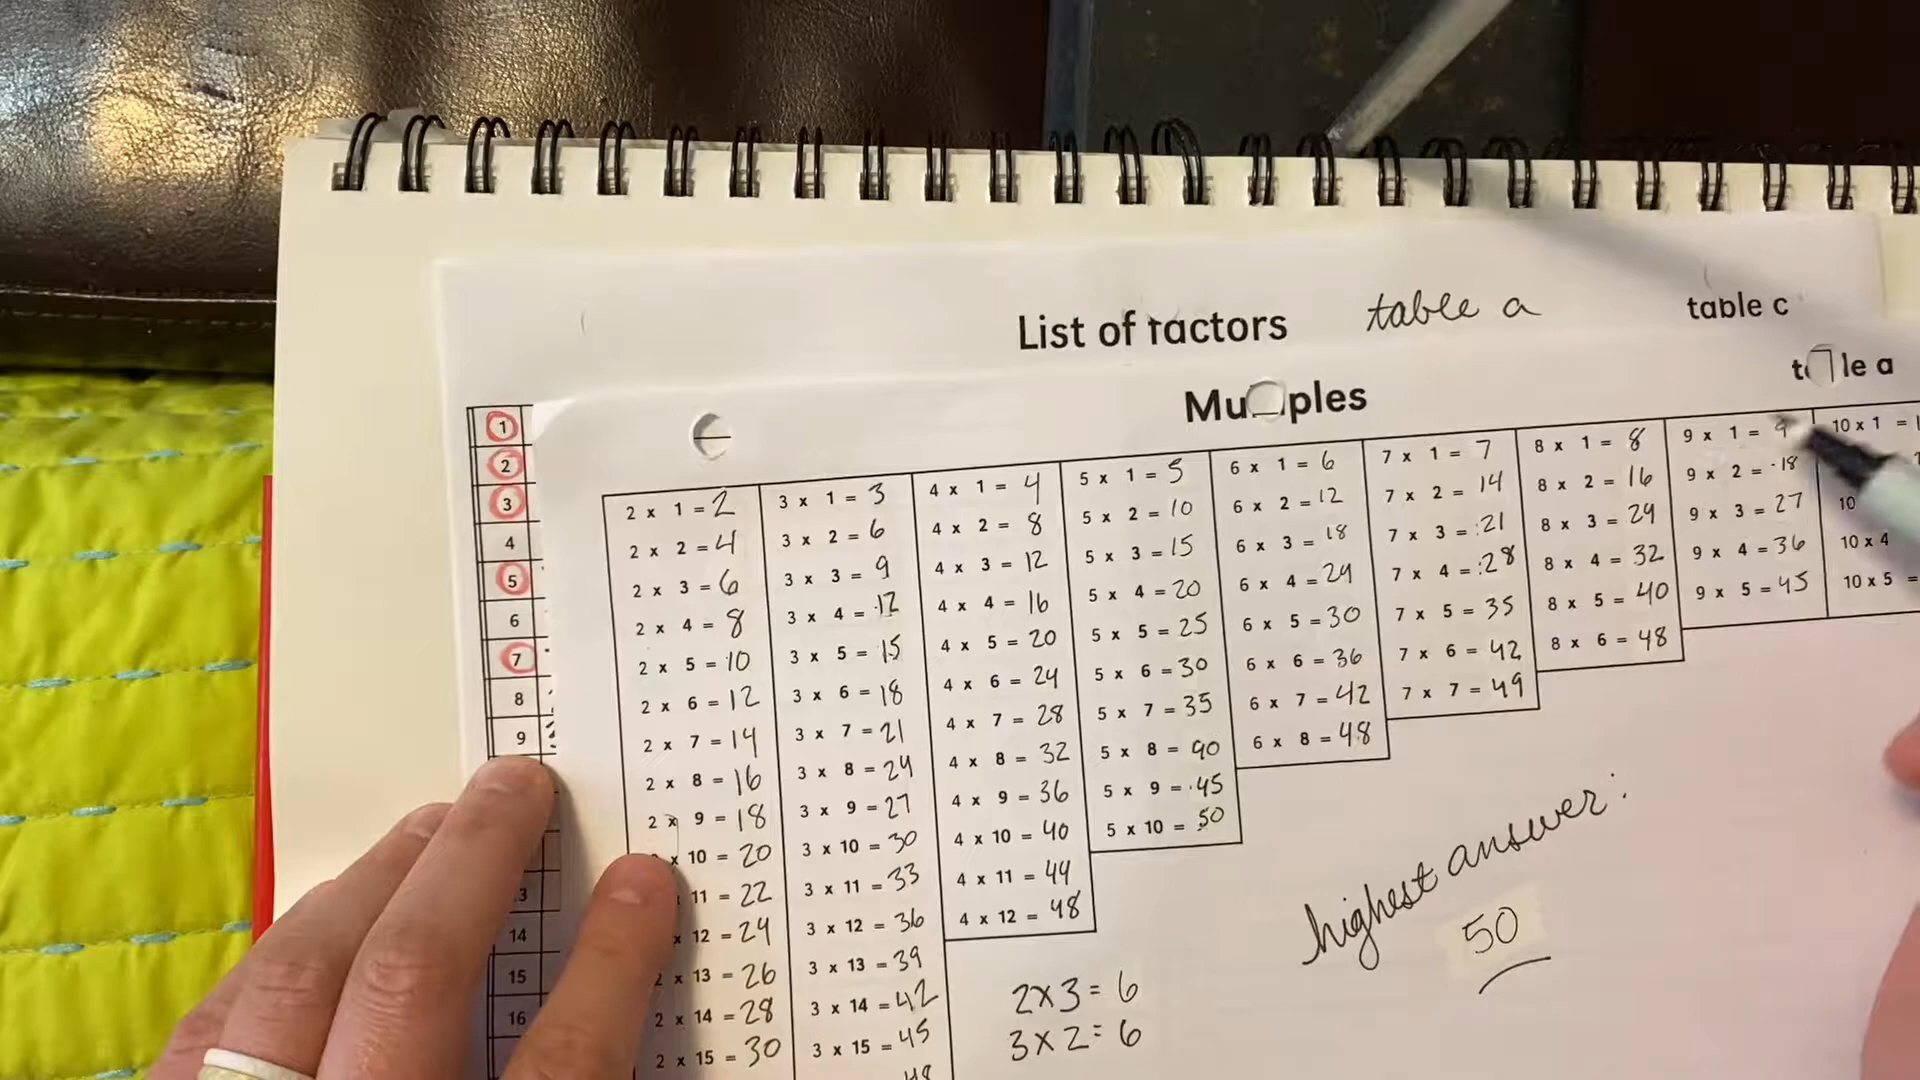 List of factors table a table c
Mu ples t le a
1
2
3
4
5
6
7
8
9
3
14
15
16
2 x 1 = 2
2 x 2 = 4
2 x 3 = 6
2 x 4 = 8
2 x 5 = 10
2 x 6 = 12
2 x 7 = 14
2 x 8 = 16
2 x 9 = 18
x 10 = 20
11 = 22
x 12 = 24
2 x 13 = 26
2 x 14 = 28
2 x 15 = 30
3 x 1 = 3
3 x 2 = 6
3 x 3 = 9
3 x 4 = 12
3 x 5 = 15
3 x 6 = 18
3 x 7 = 21
3 x 8 = 24
3 x 9 = 27
3 x 10 = 30
3 x 11 = 33
3 x 12 = 36
3 x 13 = 39
3 x 14 = 42
3 x 15 = 45
48
4 x 1 = 4
4 x 2 = 8
4 x 3 = 12
4 x 4 = 16
4 x 5 = 20
4 x 6 = 24
4 x 7 = 28
4 x 8 = 32
4 x 9 = 36
4 x 10 = 40
4 x 11 = 44
4 x 12 = 48
5 x 1 = 5
5 x 2 = 10
5 x 3 = 15
5 x 4 = 20
5 x 5 = 25
5 x 6 = 30
5 x 7 = 35
5 x 8 = 40
5 x 9 = 45
5 x 10 = 50
6 x 1 = 6
6 x 2 = 12
6 x 3 = 18
6 x 4 = 24
6 x 5 = 30
6 x 6 = 36
6 x 7 = 42
6 x 8 = 48
7 x 1 = 7
7 x 2 = 14
7 x 3 = 21
7 x 4 = 28
7 x 5 = 35
7 x 6 = 42
7 x 7 = 49
8 x 1 = 8
8 x 2 = 16
8 x 3 = 24
8 x 4 = 32
8 x 5 = 40
8 x 6 = 48
9 x 1 = 9
9 x 2 = 18
9 x 3 = 27
9 x 4 = 36
9 x 5 = 45
10 x 1 =
10
10 x 4
10 x 5 =
highest answer:
50
2x3=6
3x2=6